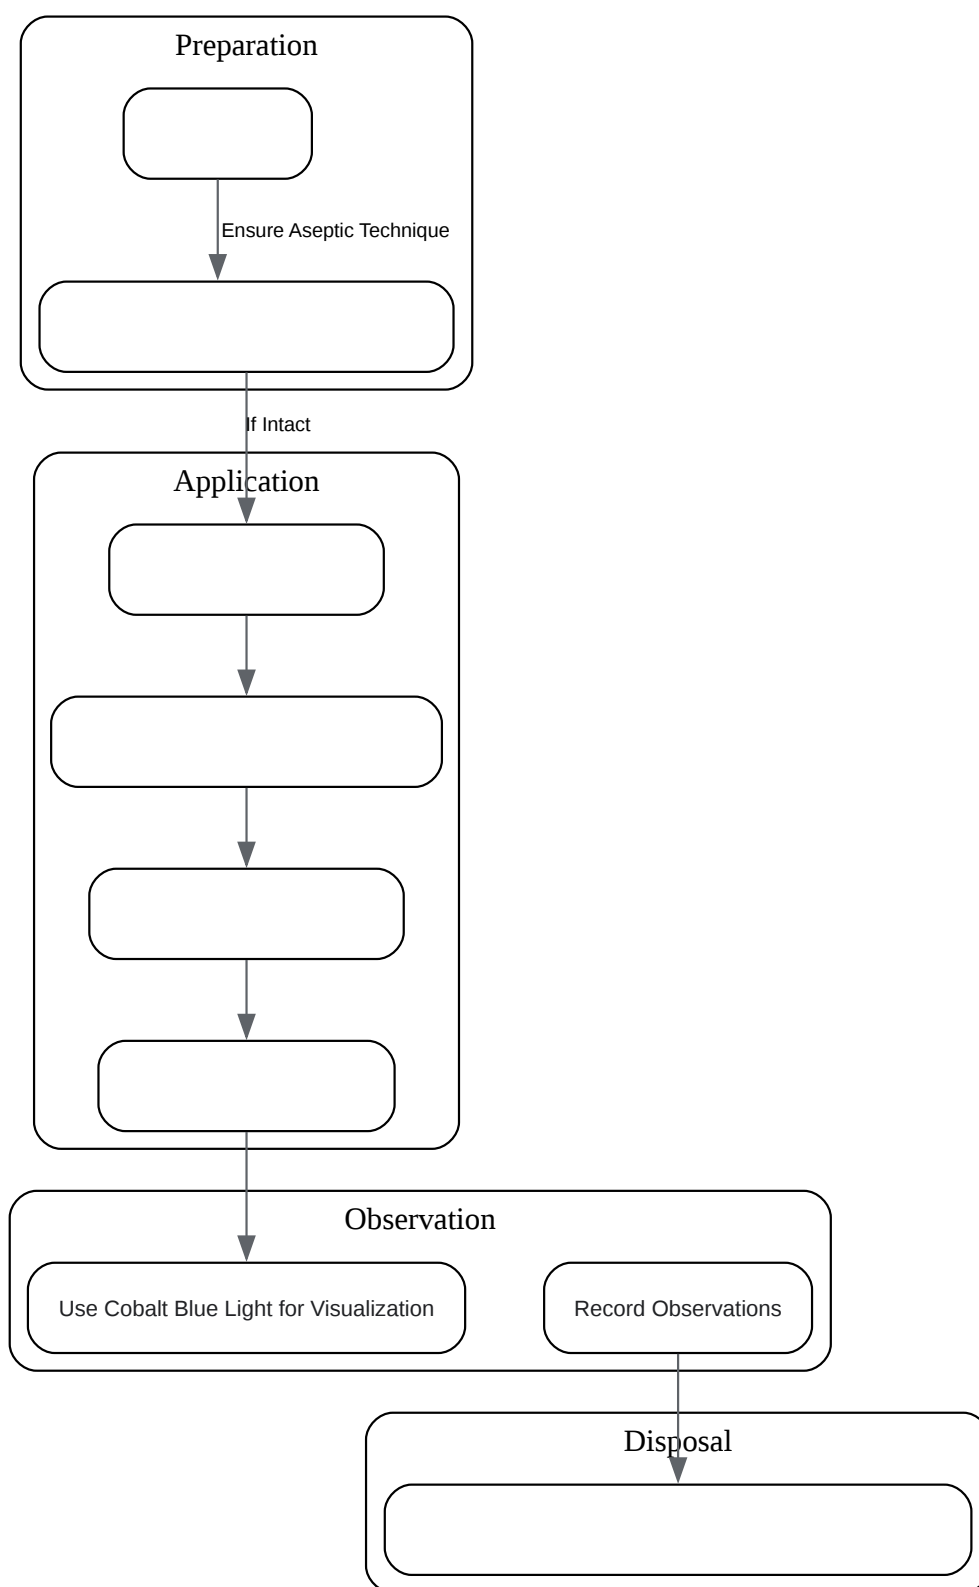 Preparation
Ensure Aseptic Technique
If Intact
Application
Observation
Use Cobalt Blue Light for Visualization
Record Observations
Disposal